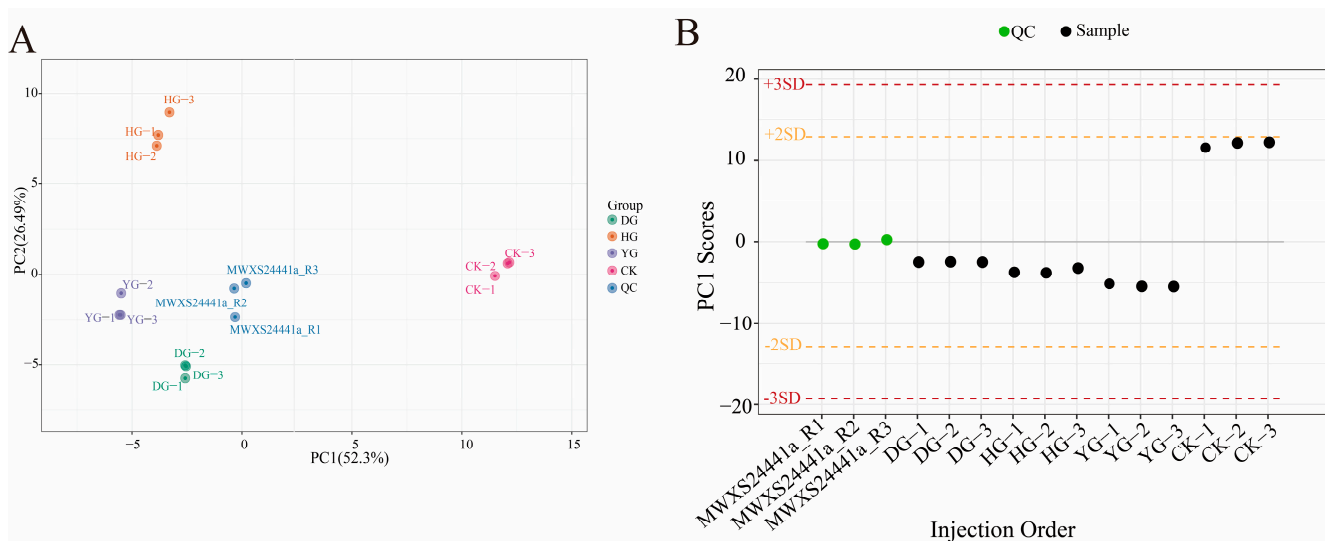 A
PC2(26.49%)
10
5
0
−5
HG−3
HG−1
HG−2
YG−2
YG−1
YG−3
DG−2
DG−3
DG−1
MWXS24441a_R3
MWXS24441a_R2
MWXS24441a_R1
CK−3
CK−2
CK−1
−5
0
5
10
15
PC1(52.3%)
Group
DG
HG
YG
CK
QC
B
QC
Sample
PC1 Scores
20
10
0
−10
−20
+3SD
+2SD
-2SD
-3SD
MWXS24441a_R1
MWXS24441a_R2
MWXS24441a_R3
DG−1
DG−2
DG−3
HG−1
HG−2
HG−3
YG−1
YG−2
YG−3
CK−1
CK−2
CK−3
Injection Order